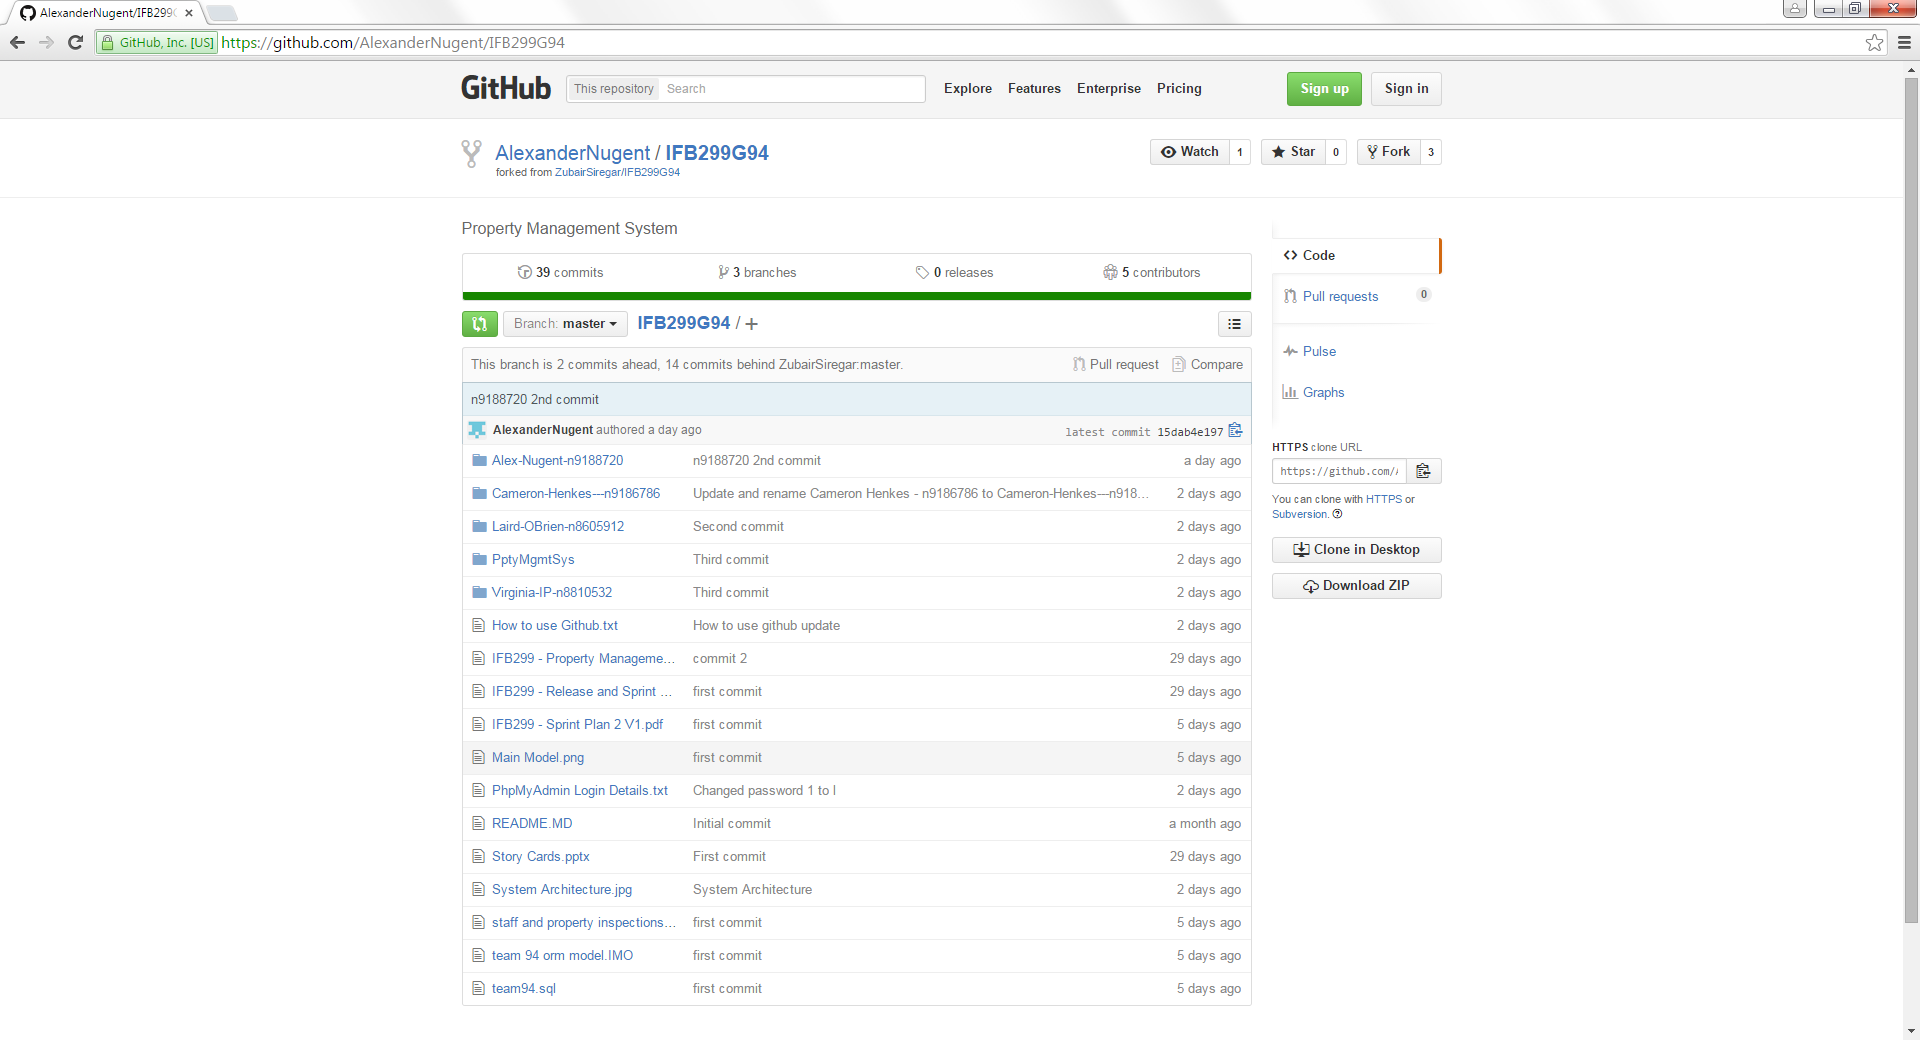 AlexanderNugent/IFB299G
GitHub, Inc. [US] https://github.com/AlexanderNugent/IFB299G94
GitHub This repository Search Explore Features Enterprise Pricing Sign up Sign in
AlexanderNugent / IFB299G94 Watch 1 Star 0 Fork 3
forked from ZubairSiregar/IFB299G94
Property Management System
39 commits 3 branches 0 releases 5 contributors
Branch: master IFB299G94 / +
This branch is 2 commits ahead, 14 commits behind ZubairSiregar:master. Pull request Compare
n9188720 2nd commit
AlexanderNugent authored a day ago latest commit 15dab4e197
Alex-Nugent-n9188720 n9188720 2nd commit a day ago
Cameron-Henkes---n9186786 Update and rename Cameron Henkes - n9186786 to Cameron-Henkes---n918... 2 days ago
Laird-OBrien-n8605912 Second commit 2 days ago
PptyMgmtSys Third commit 2 days ago
Virginia-IP-n8810532 Third commit 2 days ago
How to use Github.txt How to use github update 2 days ago
IFB299 - Property Manageme... commit 2 29 days ago
IFB299 - Release and Sprint ... first commit 29 days ago
IFB299 - Sprint Plan 2 V1.pdf first commit 5 days ago
Main Model.png first commit 5 days ago
PhpMyAdmin Login Details.txt Changed password 1 to l 2 days ago
README.MD Initial commit a month ago
Story Cards.pptx First commit 29 days ago
System Architecture.jpg System Architecture 2 days ago
staff and property inspections... first commit 5 days ago
team 94 orm model.IMO first commit 5 days ago
team94.sql first commit 5 days ago
Code
Pull requests 0
Pulse
Graphs
HTTPS clone URL
https://github.com/
You can clone with HTTPS or
Subversion.
Clone in Desktop
Download ZIP